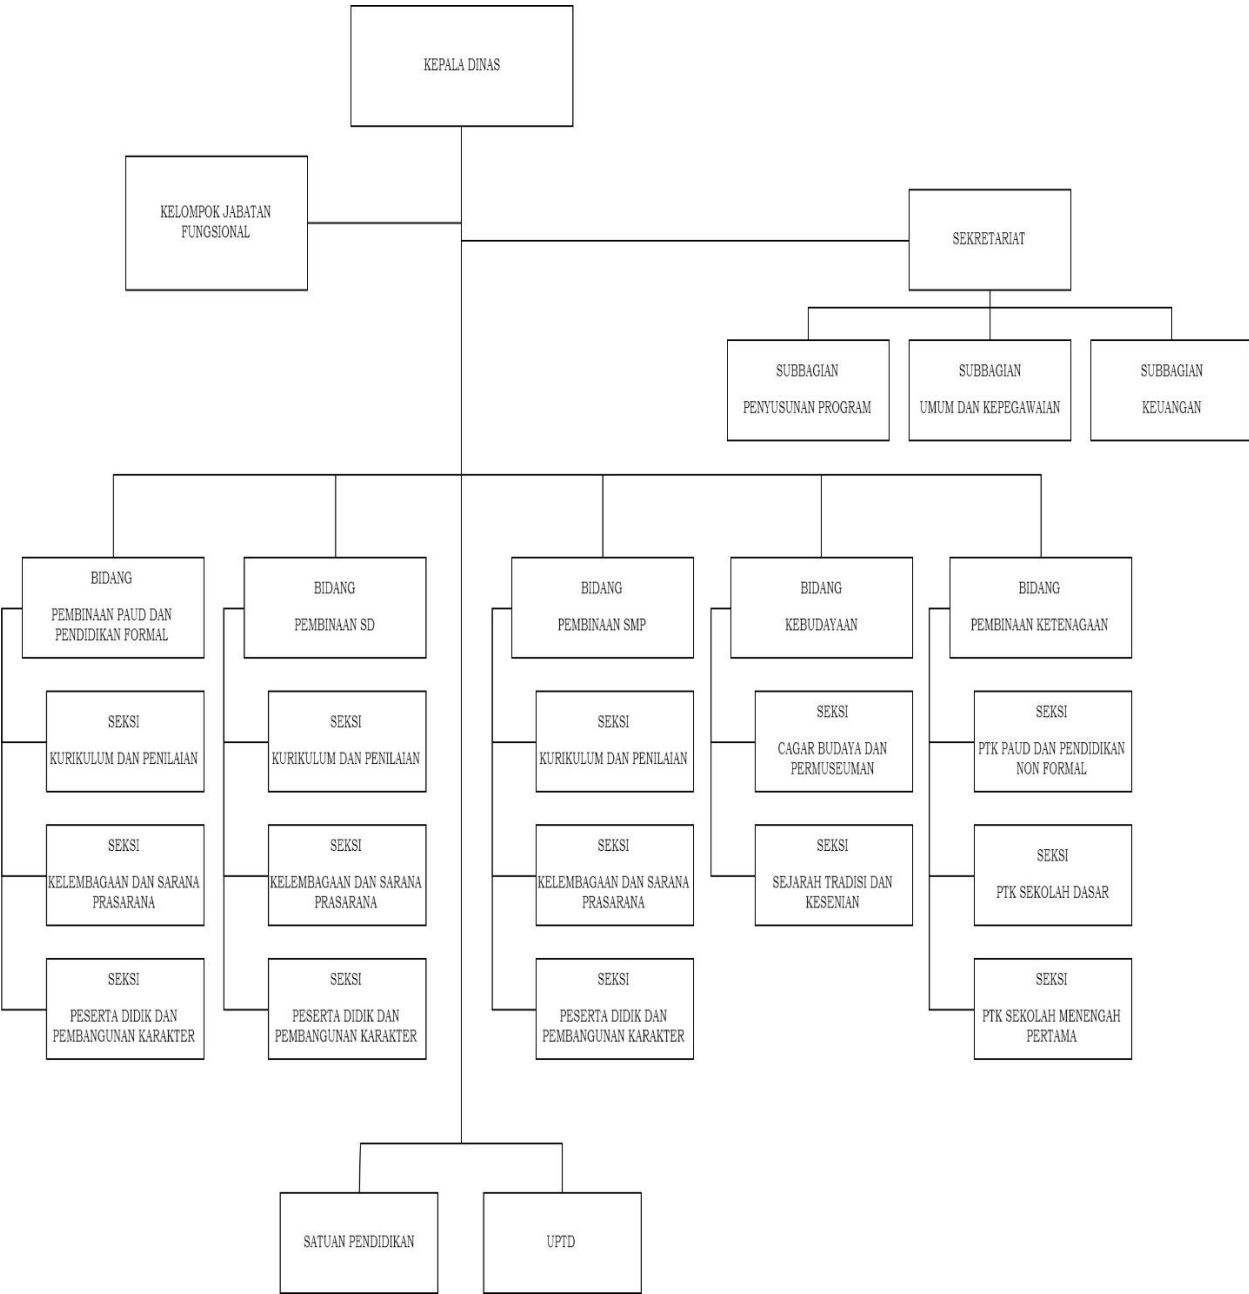 KEPALA DINAS
KELOMPOK JABATAN
FUNGSIONAL
SEKRETARIAT
SUBBAGIAN
PENYUSUNAN PROGRAM
SUBBAGIAN
UMUM DAN KEPEGAWAIAN
SUBBAGIAN
KEUANGAN
BIDANG
PEMBINAAN PAUD DAN
PENDIDIKAN FORMAL
BIDANG
PEMBINAAN SD
BIDANG
PEMBINAAN SMP
BIDANG
KEBUDAYAAN
BIDANG
PEMBINAAN KETENAGAAN
SEKSI
KURIKULUM DAN PENILAIAN
SEKSI
KURIKULUM DAN PENILAIAN
SEKSI
KURIKULUM DAN PENILAIAN
SEKSI
CAGAR BUDAYA DAN
PERMUSEUMAN
SEKSI
PTK PAUD DAN PENDIDIKAN
NON FORMAL
SEKSI
KELEMBAGAAN DAN SARANA
PRASARANA
SEKSI
KELEMBAGAAN DAN SARANA
PRASARANA
SEKSI
KELEMBAGAAN DAN SARANA
PRASARANA
SEKSI
SEJARAH TRADISI DAN
KESENIAN
SEKSI
PTK SEKOLAH DASAR
SEKSI
PESERTA DIDIK DAN
PEMBANGUNAN KARAKTER
SEKSI
PESERTA DIDIK DAN
PEMBANGUNAN KARAKTER
SEKSI
PESERTA DIDIK DAN
PEMBANGUNAN KARAKTER
SEKSI
PTK SEKOLAH MENENGAH
PERTAMA
SATUAN PENDIDIKAN
UPTD